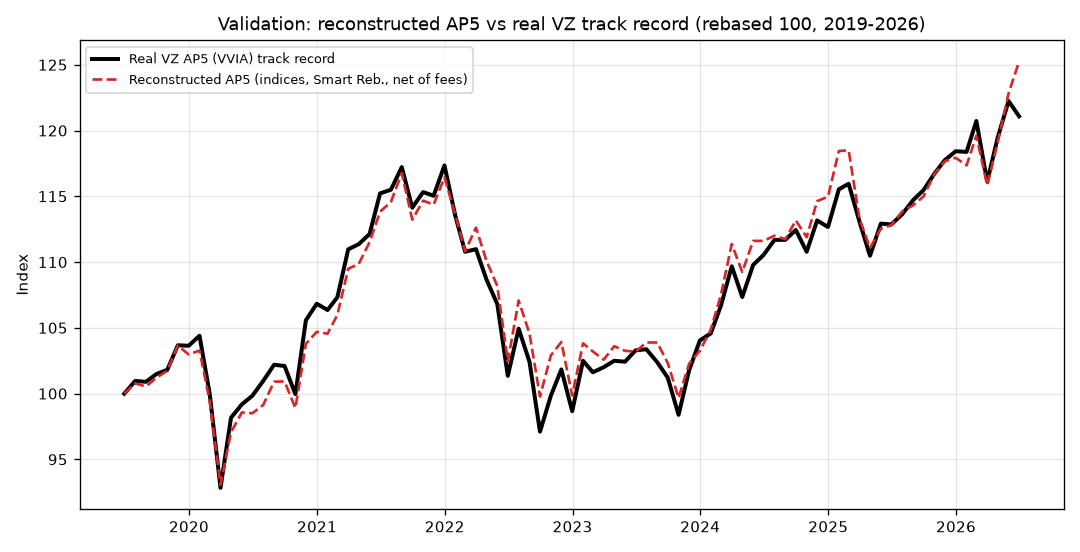 Validation: reconstructed AP5 vs real VZ track record (rebased 100, 2019-2026)
Real VZ AP5 (VVIA) track record
Reconstructed AP5 (indices, Smart Reb., net of fees)
Index
125
120
115
110
105
100
95
2020 2021 2022 2023 2024 2025 2026